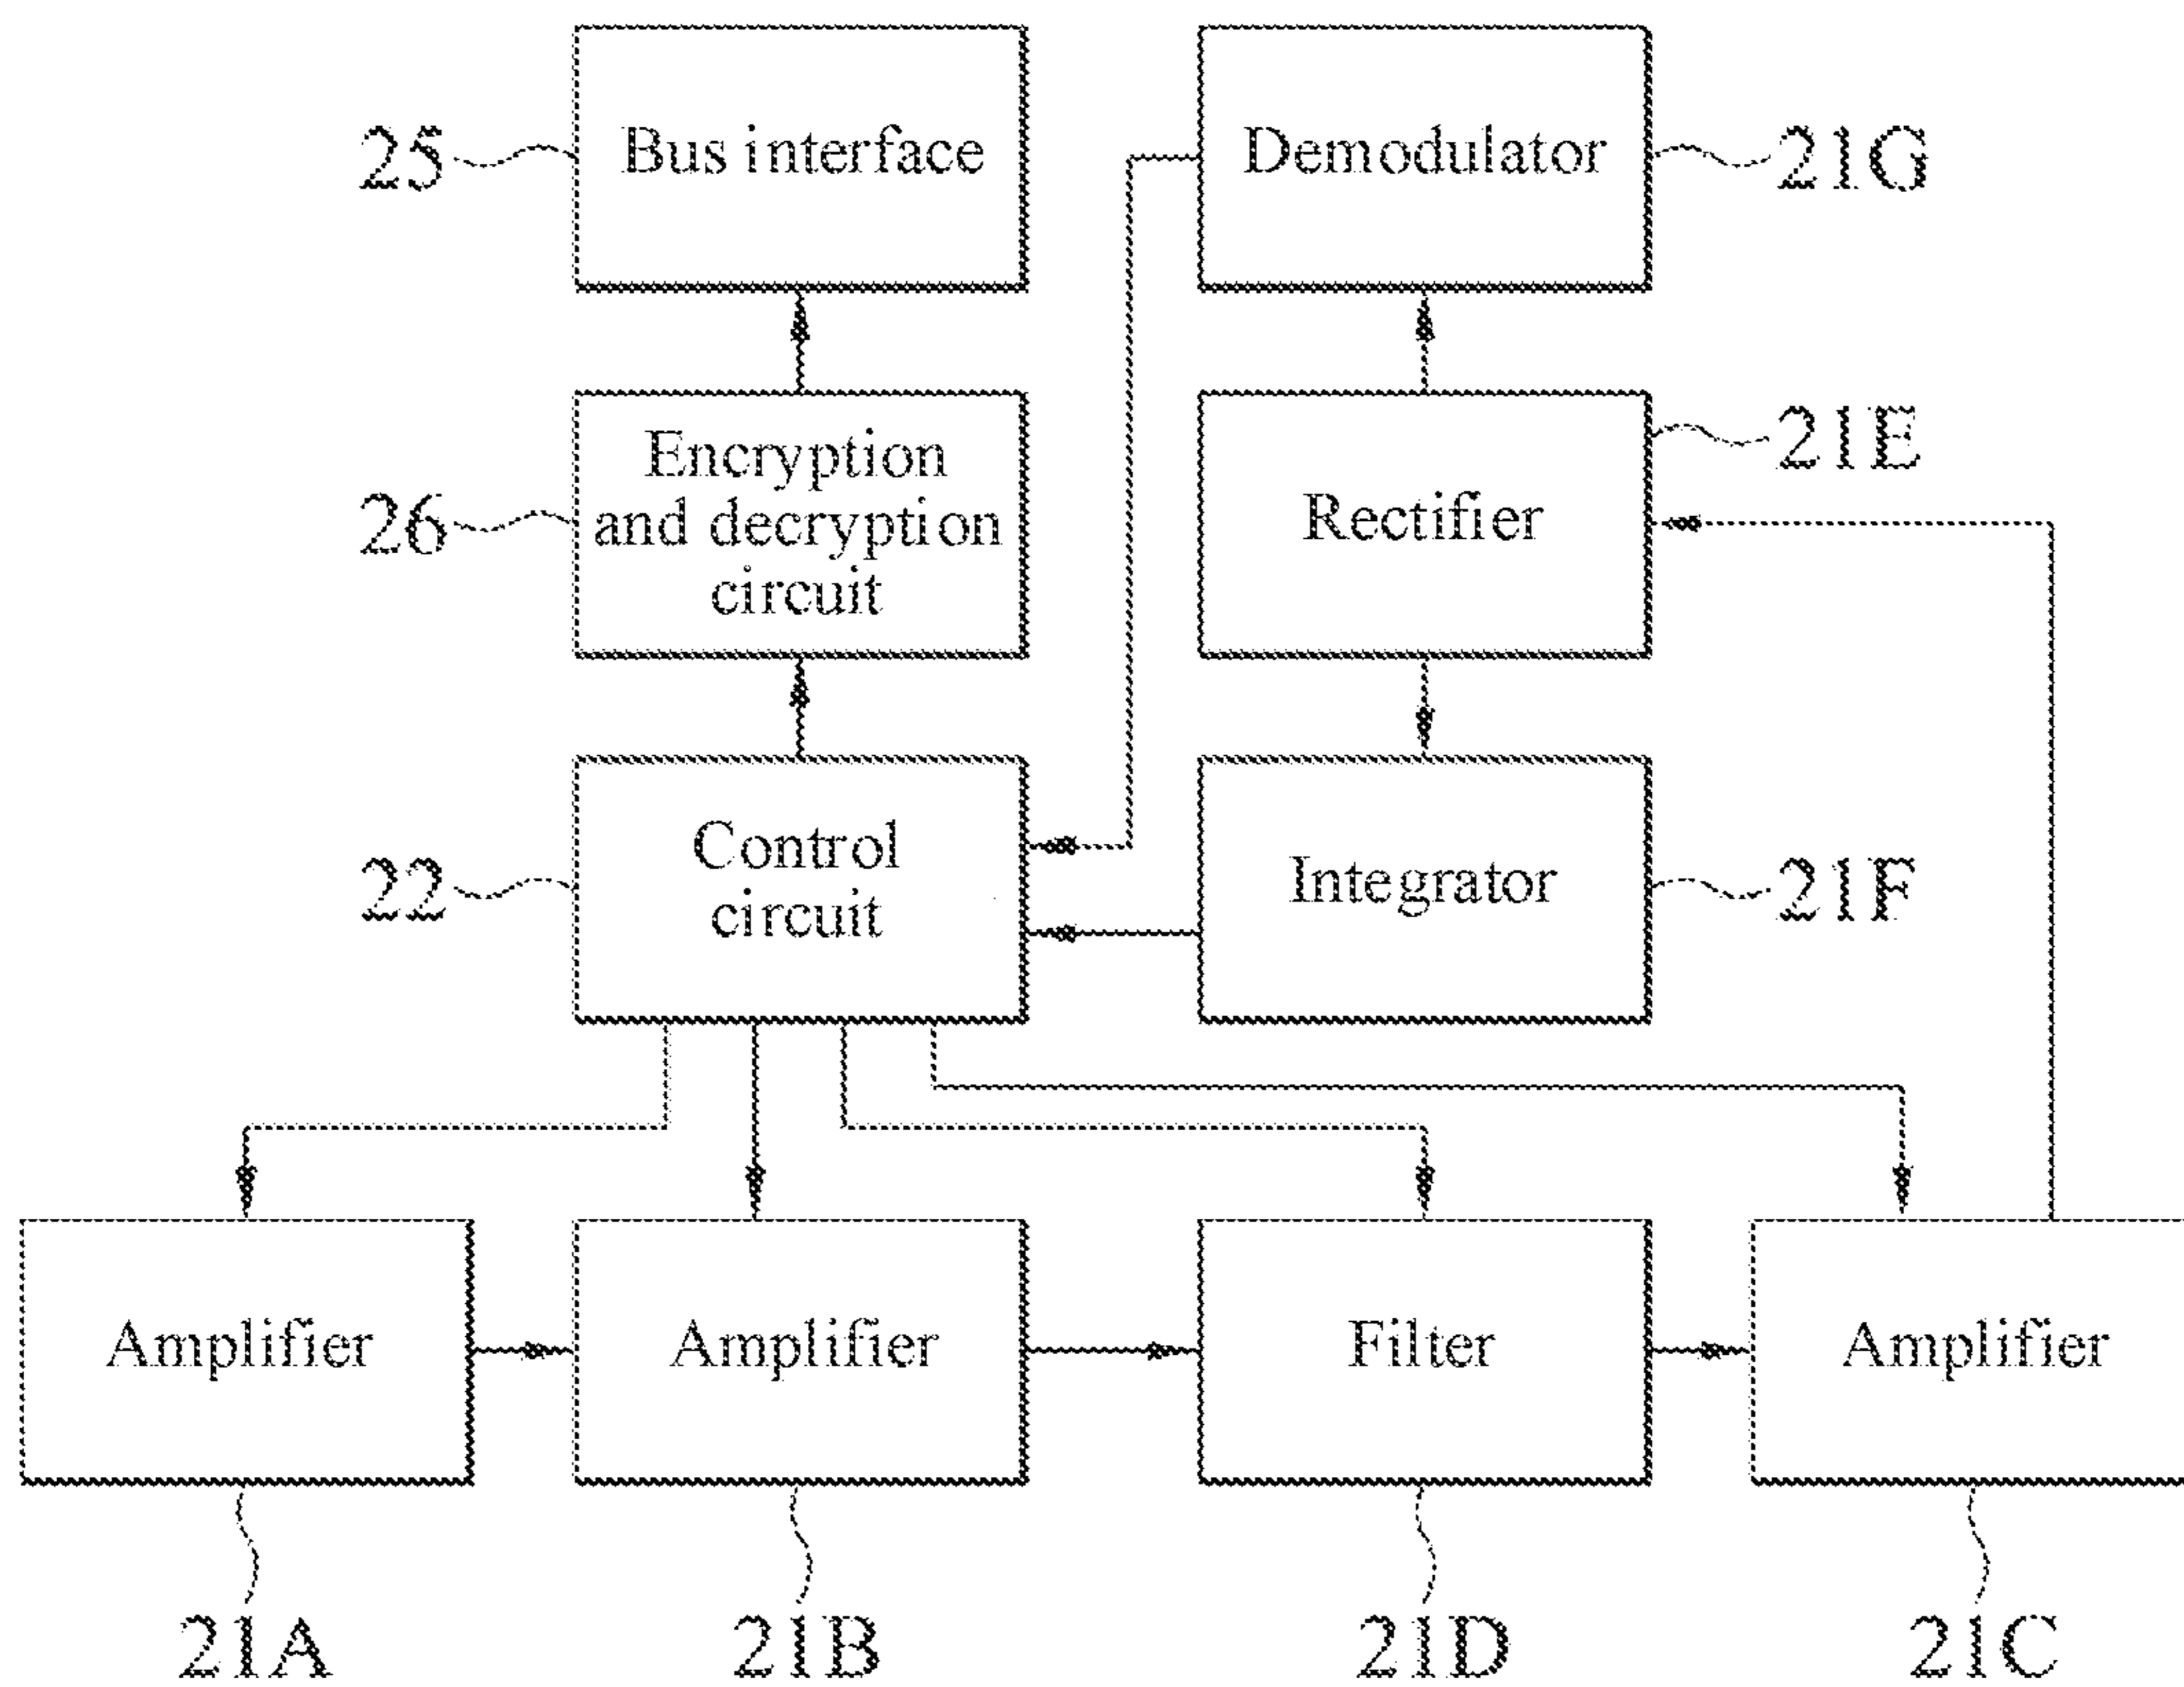 25
Bus interface
Demodulator
21G
26
Encryption
and decryption
circuit
Rectifier
21E
22
Control
circuit
Integrator
21F
Amplifier
Amplifier
Filter
Amplifier
21A
21B
21D
21C